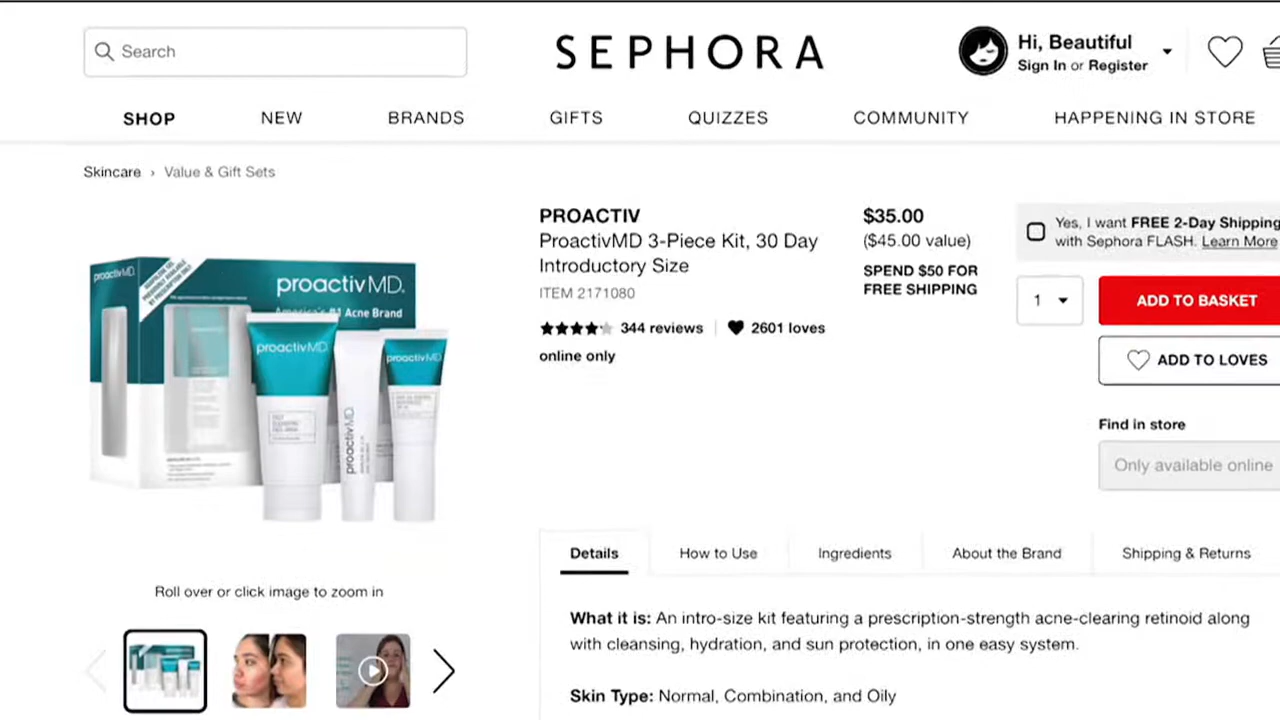 Search
SEPHORA
Hi, Beautiful
Sign In or Register
SHOP
NEW
BRANDS
GIFTS
QUIZZES
COMMUNITY
HAPPENING IN STORE
Skincare › Value & Gift Sets
proactivMD.
proactivMD.
America's #1 Acne Brand
proactivMD.
proactivMD.
proactivMD
PROACTIV
ProactivMD 3-Piece Kit, 30 Day
Introductory Size
ITEM 2171080
344 reviews
2601 loves
online only
$35.00
($45.00 value)
SPEND $50 FOR
FREE SHIPPING
Yes, I want FREE 2-Day Shipping
with Sephora FLASH. Learn More
1
ADD TO BASKET
ADD TO LOVES
Find in store
Only available online
Roll over or click image to zoom in
Details
How to Use
Ingredients
About the Brand
Shipping & Returns
What it is: An intro-size kit featuring a prescription-strength acne-clearing retinoid along
with cleansing, hydration, and sun protection, in one easy system.
Skin Type: Normal, Combination, and Oily